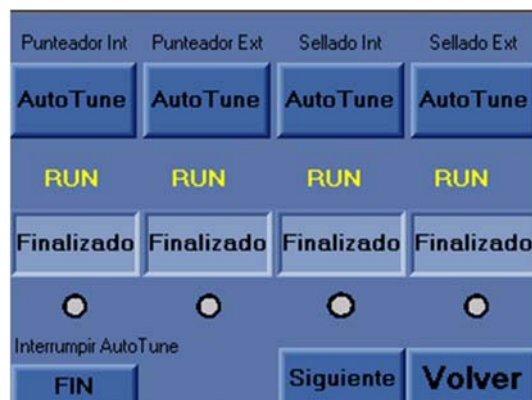 Punteador Int Punteador Ext Sellado Int Sellado Ext
AutoTune AutoTune AutoTune AutoTune
RUN RUN RUN RUN
Finalizado Finalizado Finalizado Finalizado
Interrumpir AutoTune
FIN Siguiente Volver